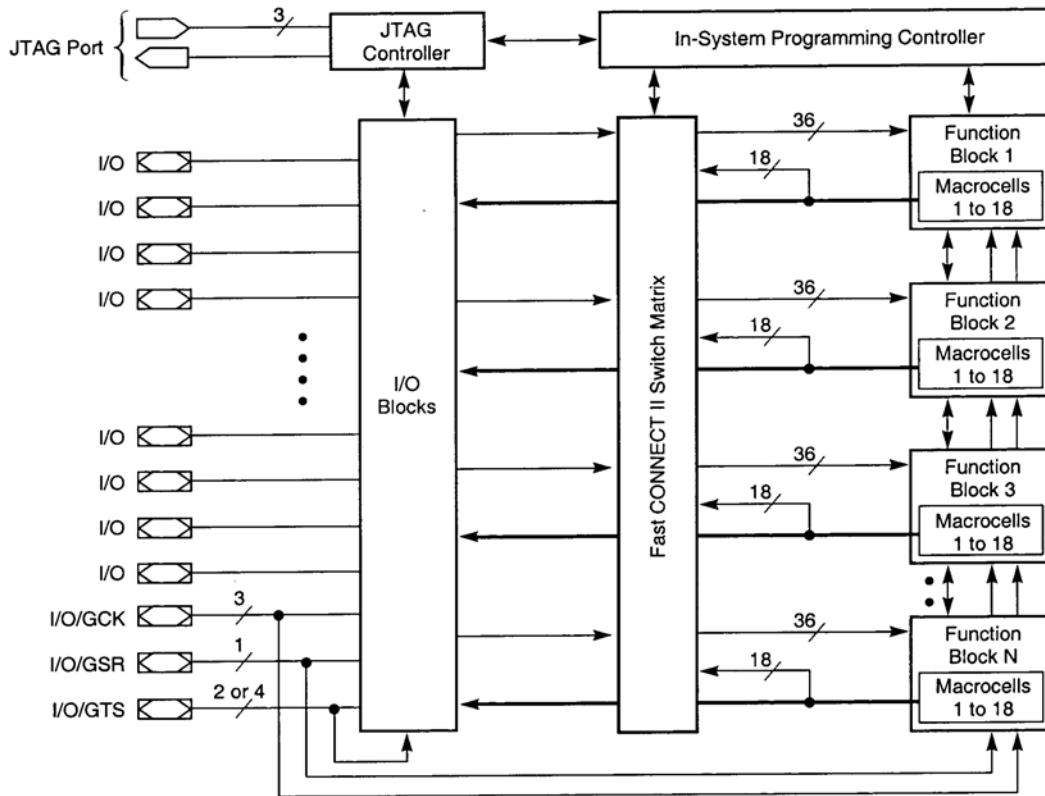 JTAG Port
3
JTAG
Controller
In-System Programming Controller
I/O
I/O
I/O
I/O
I/O
I/O
I/O
I/O
I/O/GCK
3
I/O/GSR
1
I/O/GTS
2 or 4
I/O
Blocks
Fast CONNECT II Switch Matrix
36
18
Function
Block 1
Macrocells
1 to 18
36
18
Function
Block 2
Macrocells
1 to 18
36
18
Function
Block 3
Macrocells
1 to 18
36
18
Function
Block N
Macrocells
1 to 18